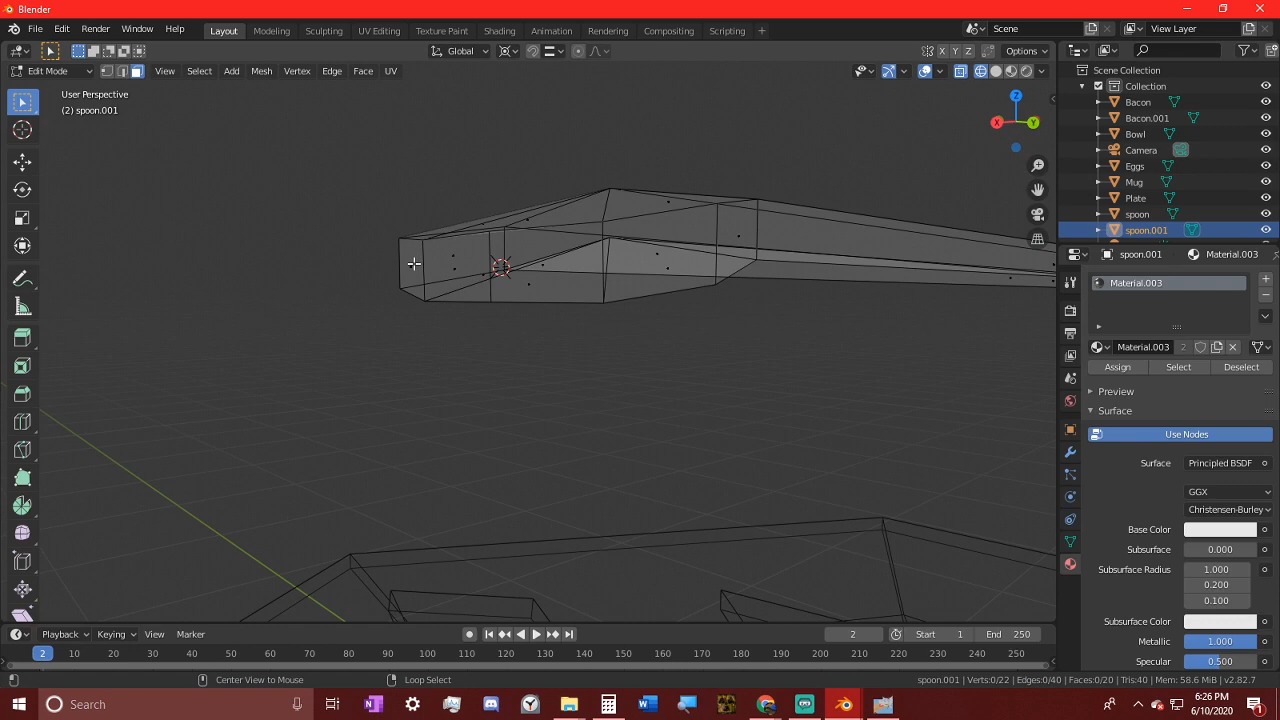 Blender
File Edit Render Window Help
Layout Modeling Sculpting UV Editing Texture Paint Shading Animation Rendering Compositing Scripting +
Scene
View Layer
Global
X Y Z
Options
Edit Mode View Select Add Mesh Vertex Edge Face UV
User Perspective
(2) spoon.001
Z
X Y
Scene Collection
Collection
Bacon
Bacon.001
Bowl
Camera
Eggs
Mug
Plate
spoon
spoon.001
spoon.001 Material.003
Material.003
Material.003 2
Assign Select Deselect
Preview
Surface
Use Nodes
Surface Principled BSDF
GGX
Christensen-Burley
Base Color
Subsurface 0.000
Subsurface Radius 1.000
0.200
0.100
Subsurface Color
Metallic 1.000
Specular 0.500
Playback Keying View Marker
2 Start 1 End 250
2 10 20 30 40 50 60 70 80 90 100 110 120 130 140 150 160 170 180 190 200 210 220 230 240 250
Center View to Mouse Loop Select spoon.001 | Verts:0/22 | Edges:0/40 | Faces:0/20 | Tris:40 | Mem: 58.6 MiB | v2.82.7
Search
6:26 PM
6/10/2020